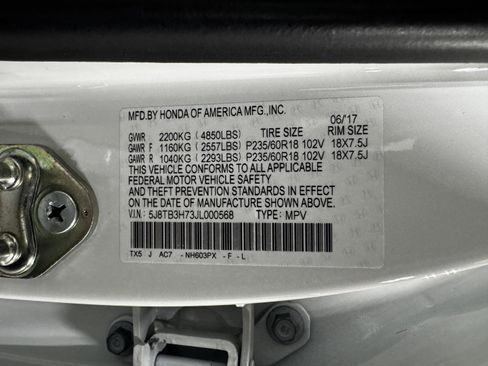 MFD.BY HONDA OF AMERICA MFG.,INC.
06/17
GVWR 2200KG (4850LBS) TIRE SIZE RIM SIZE
GAWR F 1160KG (2557LBS) P235/60R18 102V 18X7.5J
GAWR R 1040KG (2293LBS) P235/60R18 102V 18X7.5J
THIS VEHICLE CONFORMS TO ALL APPLICABLE
FEDERAL MOTOR VEHICLE SAFETY
AND THEFT PREVENTION STANDARDS IN EFFECT
ON THE DATE OF MANUFACTURE SHOWN ABOVE
V.I.N: 5J8TB3H73JL000568 TYPE: MPV
TX5 J AC7 -NH603PX -F -L